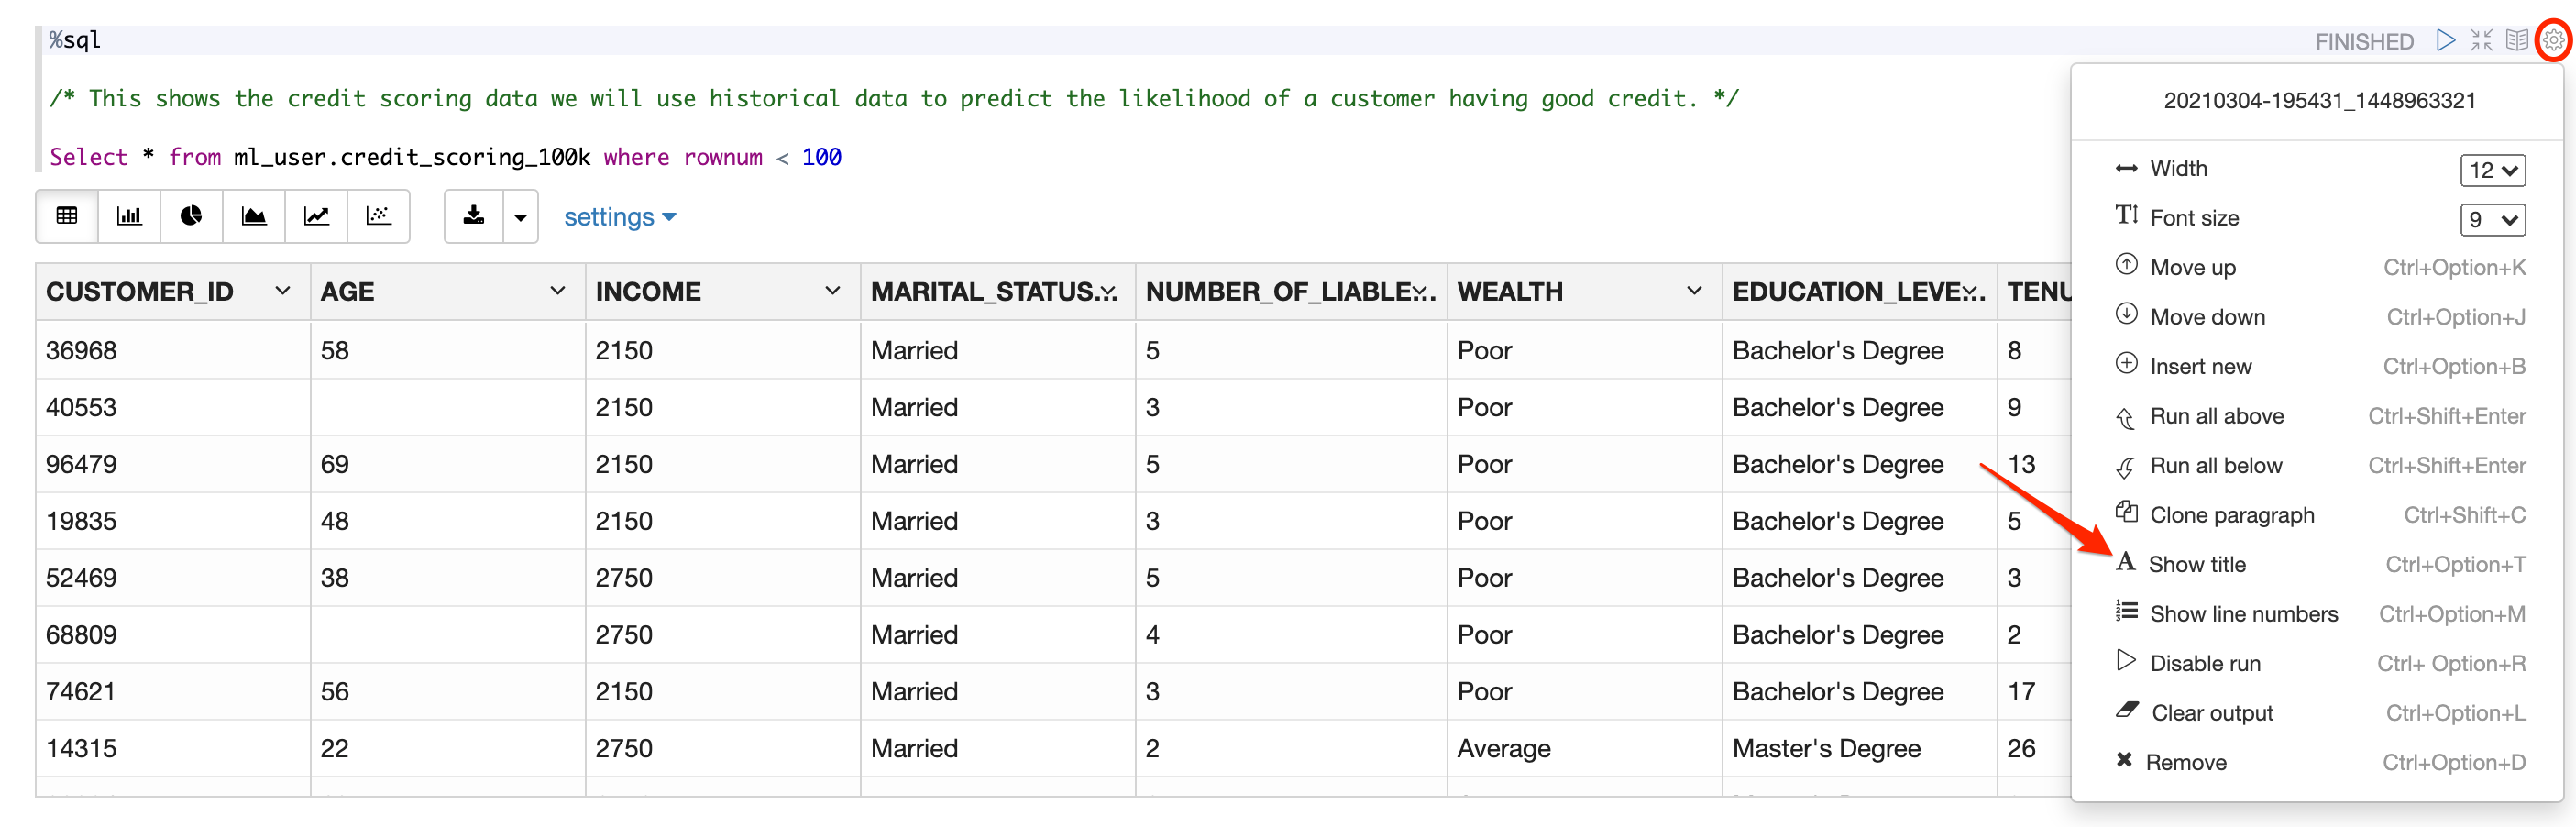 %sql
FINISHED
/* This shows the credit scoring data we will use historical data to predict the likelihood of a customer having good credit. */
Select * from ml_user.credit_scoring_100k where rownum < 100
settings
CUSTOMER_ID AGE INCOME MARITAL_STATUS... NUMBER_OF_LIABLE... WEALTH EDUCATION_LEVE... TENU
36968 58 2150 Married 5 Poor Bachelor's Degree 8
40553 2150 Married 3 Poor Bachelor's Degree 9
96479 69 2150 Married 5 Poor Bachelor's Degree 13
19835 48 2150 Married 3 Poor Bachelor's Degree 5
52469 38 2750 Married 5 Poor Bachelor's Degree 3
68809 2750 Married 4 Poor Bachelor's Degree 2
74621 56 2150 Married 3 Poor Bachelor's Degree 17
14315 22 2750 Married 2 Average Master's Degree 26
20210304-195431_1448963321
Width 12
Font size 9
Move up Ctrl+Option+K
Move down Ctrl+Option+J
Insert new Ctrl+Option+B
Run all above Ctrl+Shift+Enter
Run all below Ctrl+Shift+Enter
Clone paragraph Ctrl+Shift+C
Show title Ctrl+Option+T
Show line numbers Ctrl+Option+M
Disable run Ctrl+ Option+R
Clear output Ctrl+Option+L
Remove Ctrl+Option+D